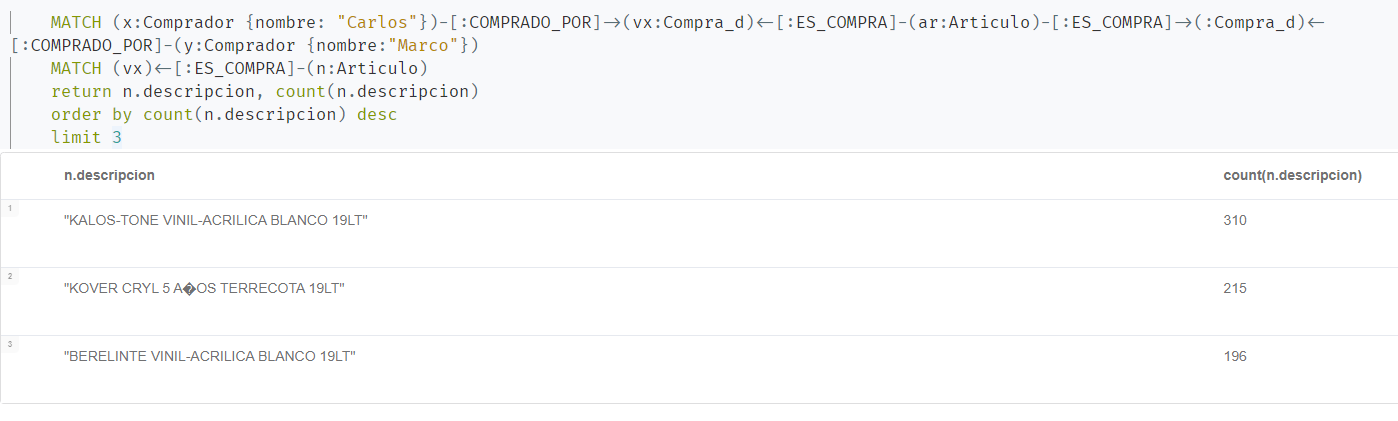 MATCH (x:Comprador {nombre: "Carlos"})-[:COMPRADO_POR]→(vx:Compra_d)←[:ES_COMPRA]-(ar:Articulo)-[:ES_COMPRA]→(:Compra_d)←
[:COMPRADO_POR]-(y:Comprador {nombre:"Marco"})
MATCH (vx)←[:ES_COMPRA]-(n:Articulo)
return n.descripcion, count(n.descripcion)
order by count(n.descripcion) desc
limit 3
n.descripcion count(n.descripcion)
1 "KALOS-TONE VINIL-ACRILICA BLANCO 19LT" 310
2 "KOVER CRYL 5 A�OS TERRECOTA 19LT" 215
3 "BERELINTE VINIL-ACRILICA BLANCO 19LT" 196